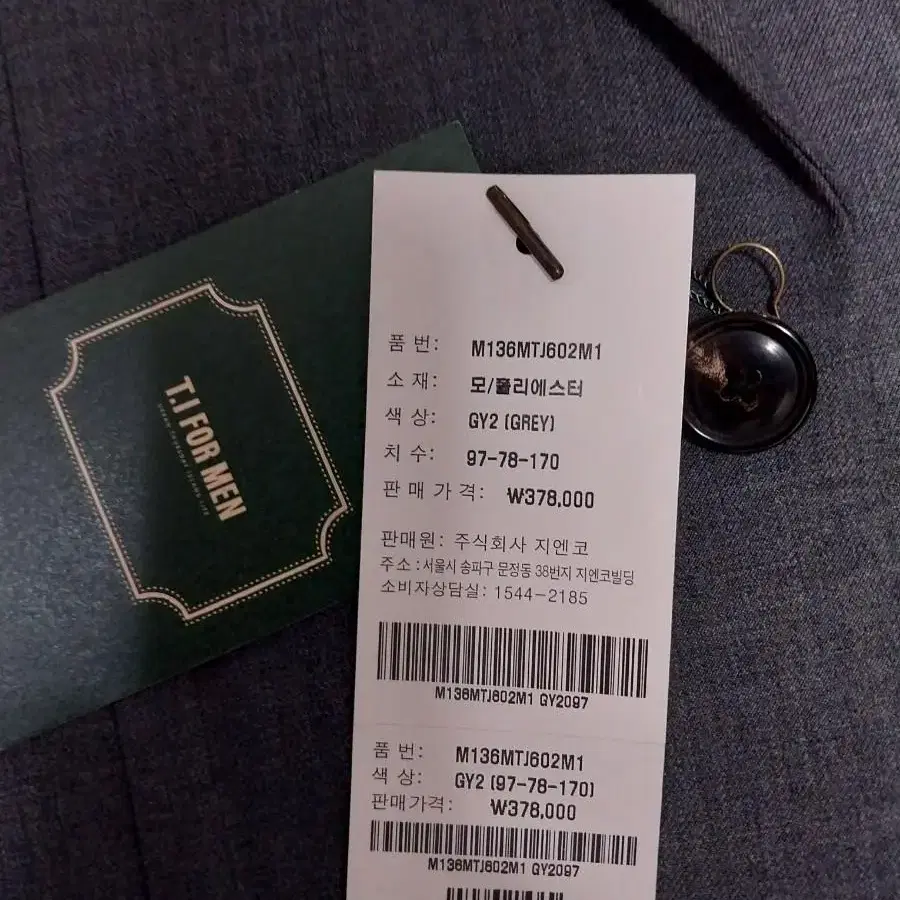 T.I FOR MEN
품 번: M136MTJ602M1
소 재: 모/폴리에스터
색 상: GY2 (GREY)
치 수: 97-78-170
판 매 가 격: ₩378,000
판매원: 주식회사 지엔코
주소: 서울시 송파구 문정동 38번지 지엔코빌딩
소비자상담실: 1544-2185
M136MTJ602M1 GY2097
품 번: M136MTJ602M1
색 상: GY2 (97-78-170)
판매가격: ₩378,000
M136MTJ602M1 GY2097